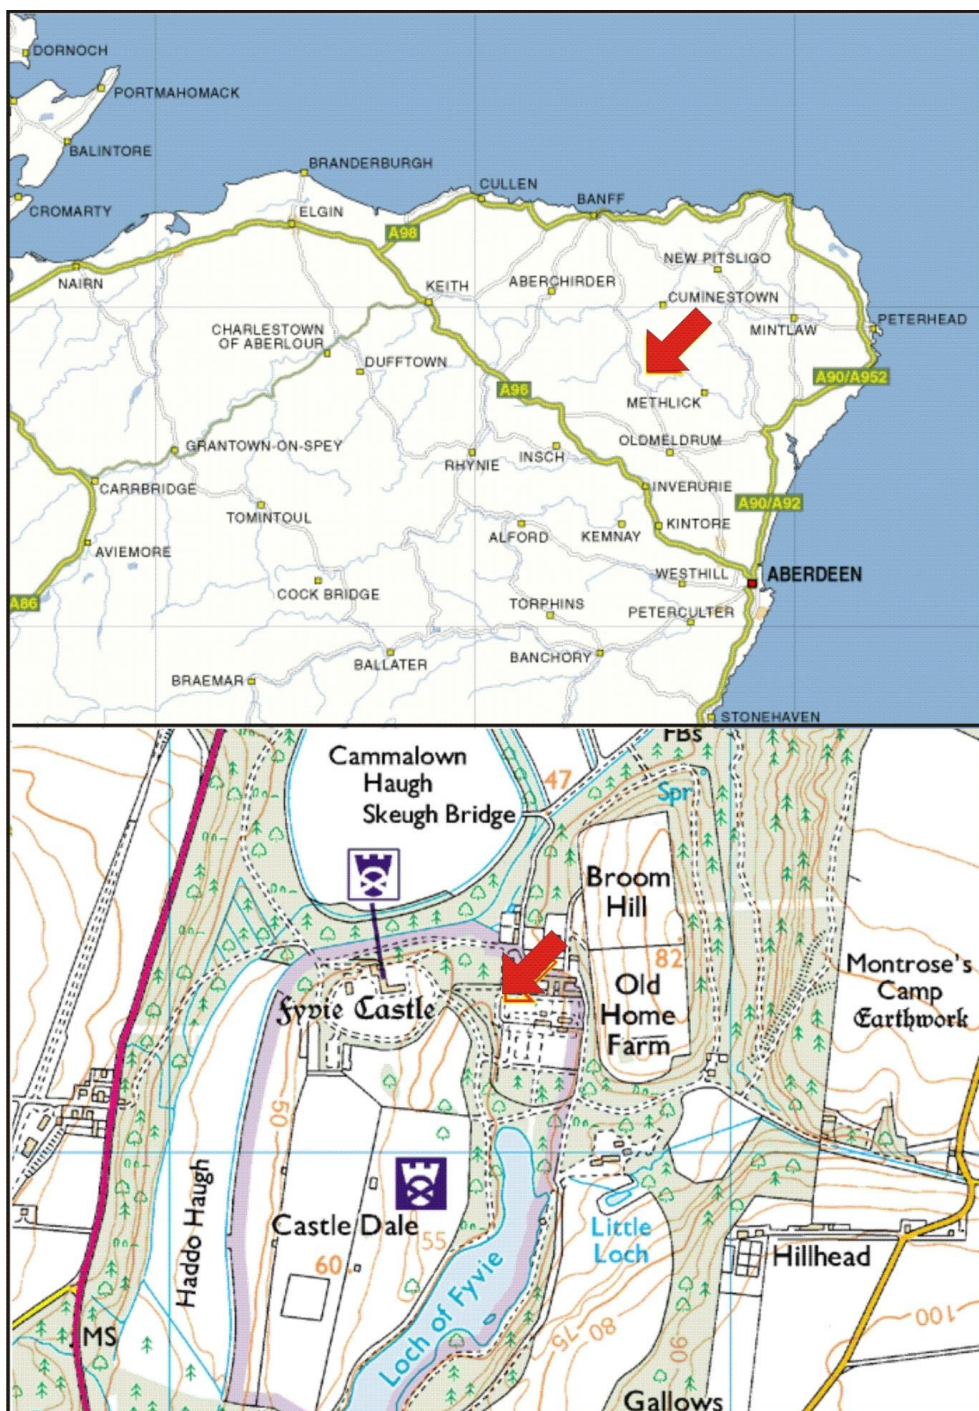 DORNOCH
PORTMAHOMACK
BALINTORE
CROMARTY
BRANDERBURGH
CULLEN
BANFF
ELGIN
A98
NEW PITSLIGO
NAIRN
KEITH
ABERCHIRDER
CUMINESTOWN
PETERHEAD
MINTLAW
CHARLESTOWN
OF ABERLOUR
DUFFTOWN
A96
A90/A952
METHLICK
OLDMELDRUM
GRANTOWN-ON-SPEY
RHYNIE
INSCH
CARRBRIDGE
INVERURIE
A90/A92
TOMINTOUL
ALFORD
KEMNAY
KINTORE
AVIEMORE
WESTHILL
ABERDEEN
COCK BRIDGE
A86
TORPHINS
PETERCULTER
BALLATER
BANCHORY
BRAEMAR
STONEHAVEN
FBs
Cammalown
Haugh
Skeugh Bridge
47
Spr
Broom
Hill
82
Old
Home
Farm
Montrose's
Camp
Earthwork
Fyvie Castle
50
Haddo Haugh
Castle Dale
55
60
Little
Loch
Hillhead
Loch of Fyvie
MS
75
80
90
100
Gallows